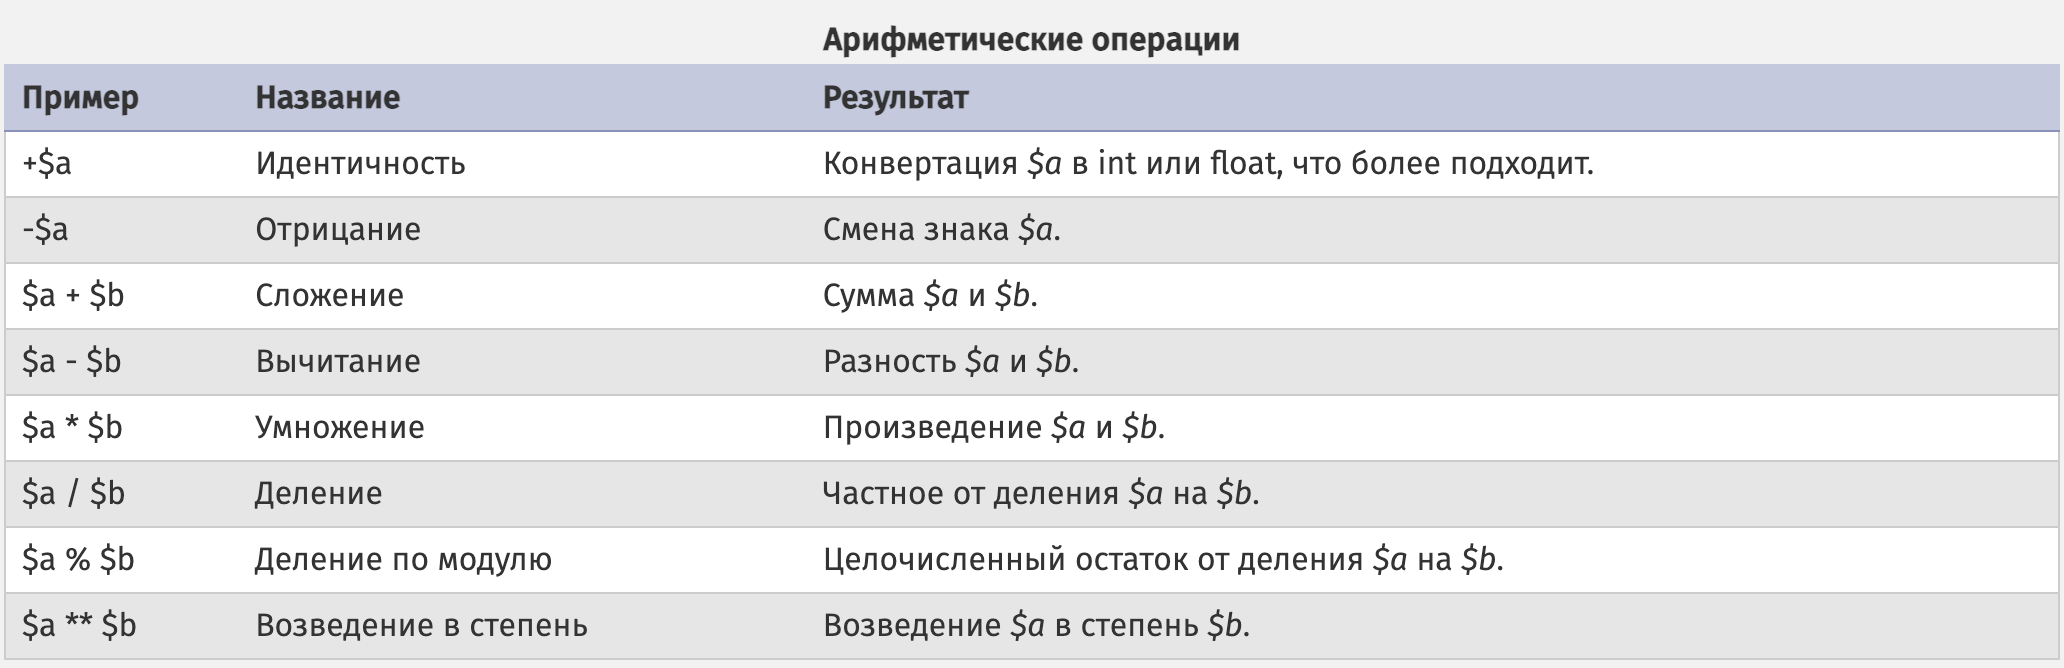 Арифметические операции
Пример Название Результат
+$a Идентичность Конвертация $a в int или float, что более подходит.
-$a Отрицание Смена знака $a.
$a + $b Сложение Сумма $a и $b.
$a - $b Вычитание Разность $a и $b.
$a * $b Умножение Произведение $a и $b.
$a / $b Деление Частное от деления $a на $b.
$a % $b Деление по модулю Целочисленный остаток от деления $a на $b.
$a ** $b Возведение в степень Возведение $a в степень $b.